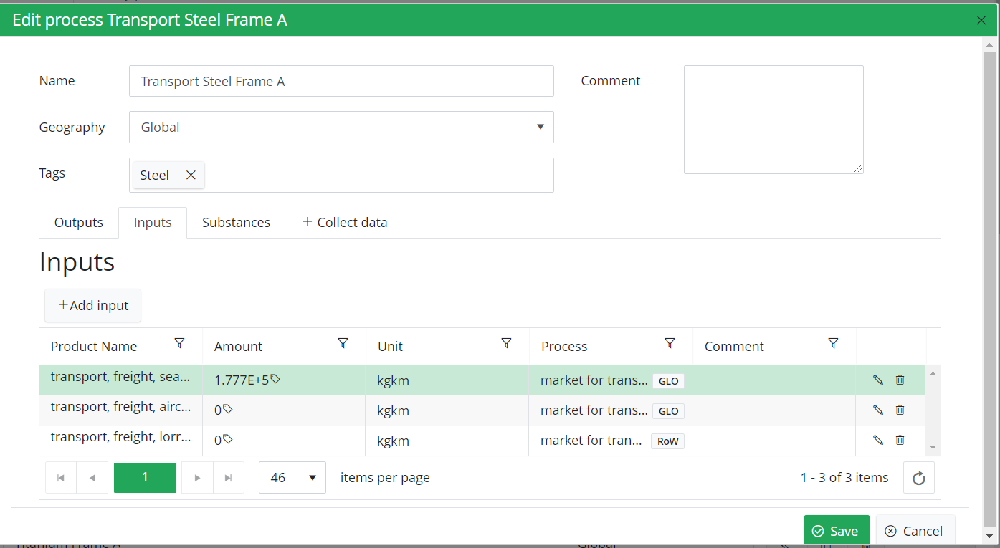 Edit process Transport Steel Frame A
Name
Transport Steel Frame A
Comment
Geography
Global
Tags
Steel
Outputs
Inputs
Substances
+ Collect data
Inputs
+Add input
Product Name Amount Unit Process Comment
transport, freight, sea... 1.777E+5 kgkm market for trans... GLO
transport, freight, airc... 0 kgkm market for trans... GLO
transport, freight, lorr... 0 kgkm market for tran... RoW
1 46 items per page 1 - 3 of 3 items
Save Cancel
Titanium Frame A Global